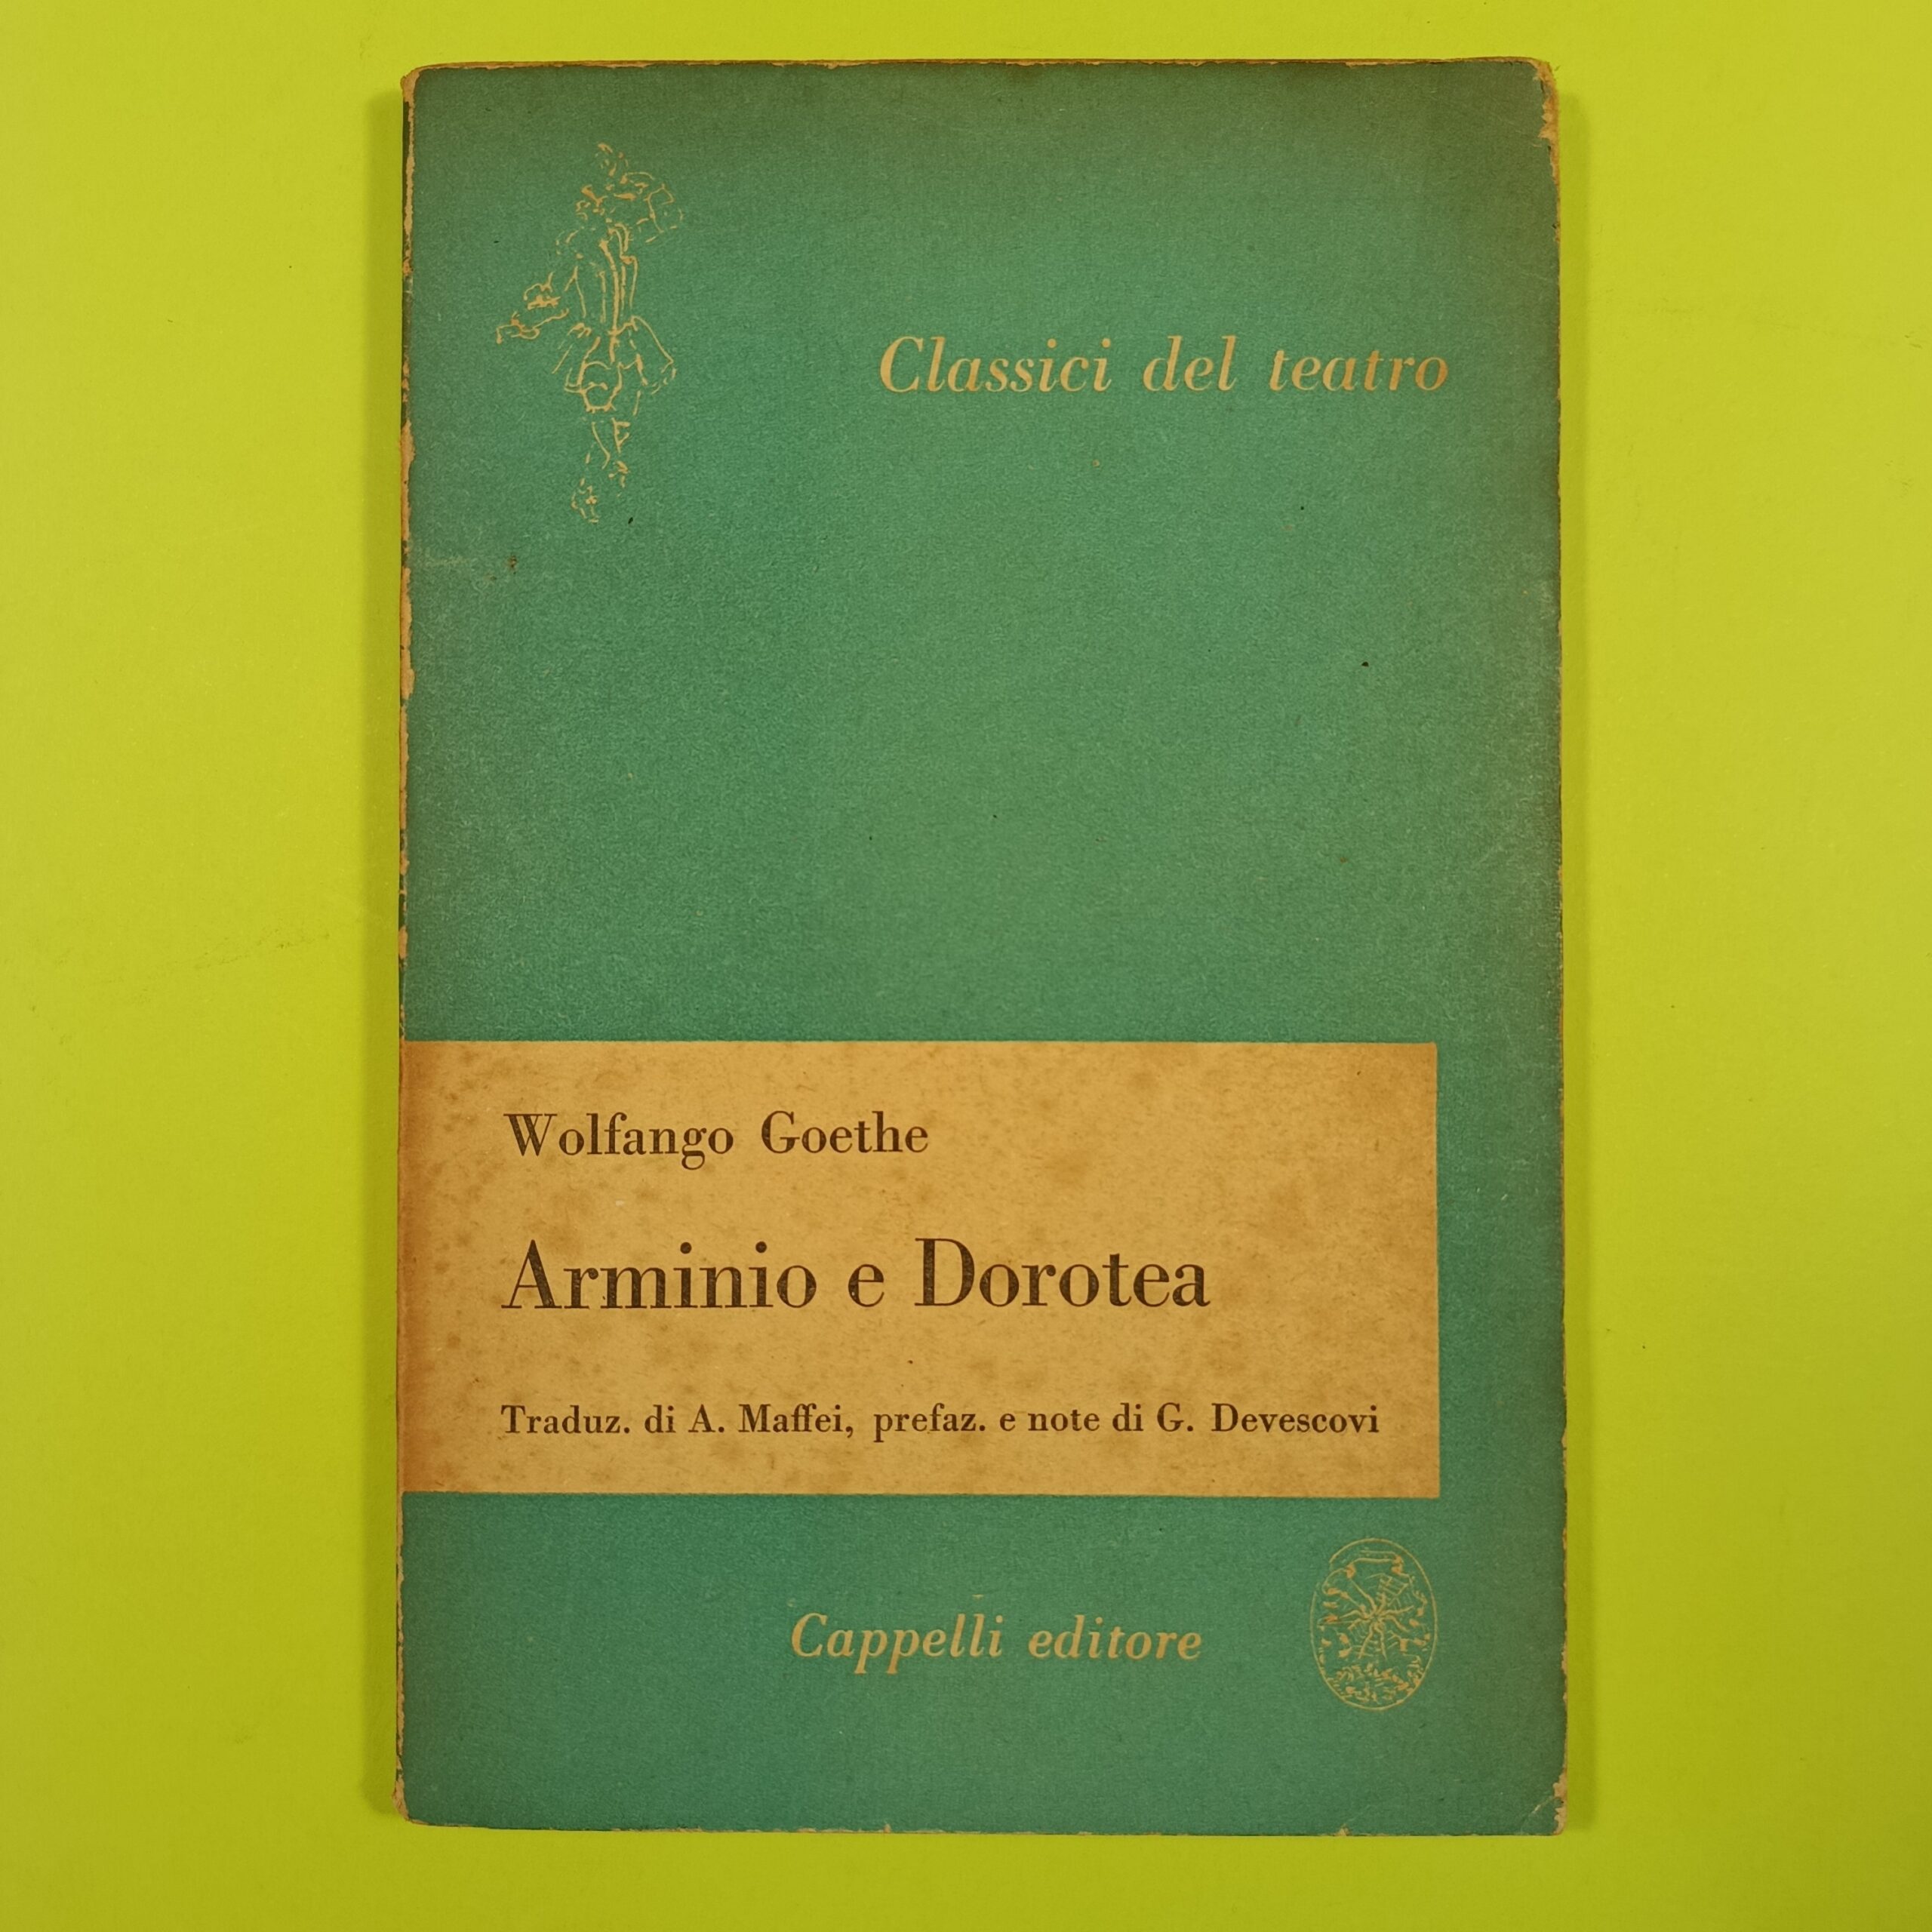 Classici del teatro
Wolfango Goethe
Arminio e Dorotea
Traduz. di A. Maffei, prefaz. e note di G. Devescovi
Cappelli editore